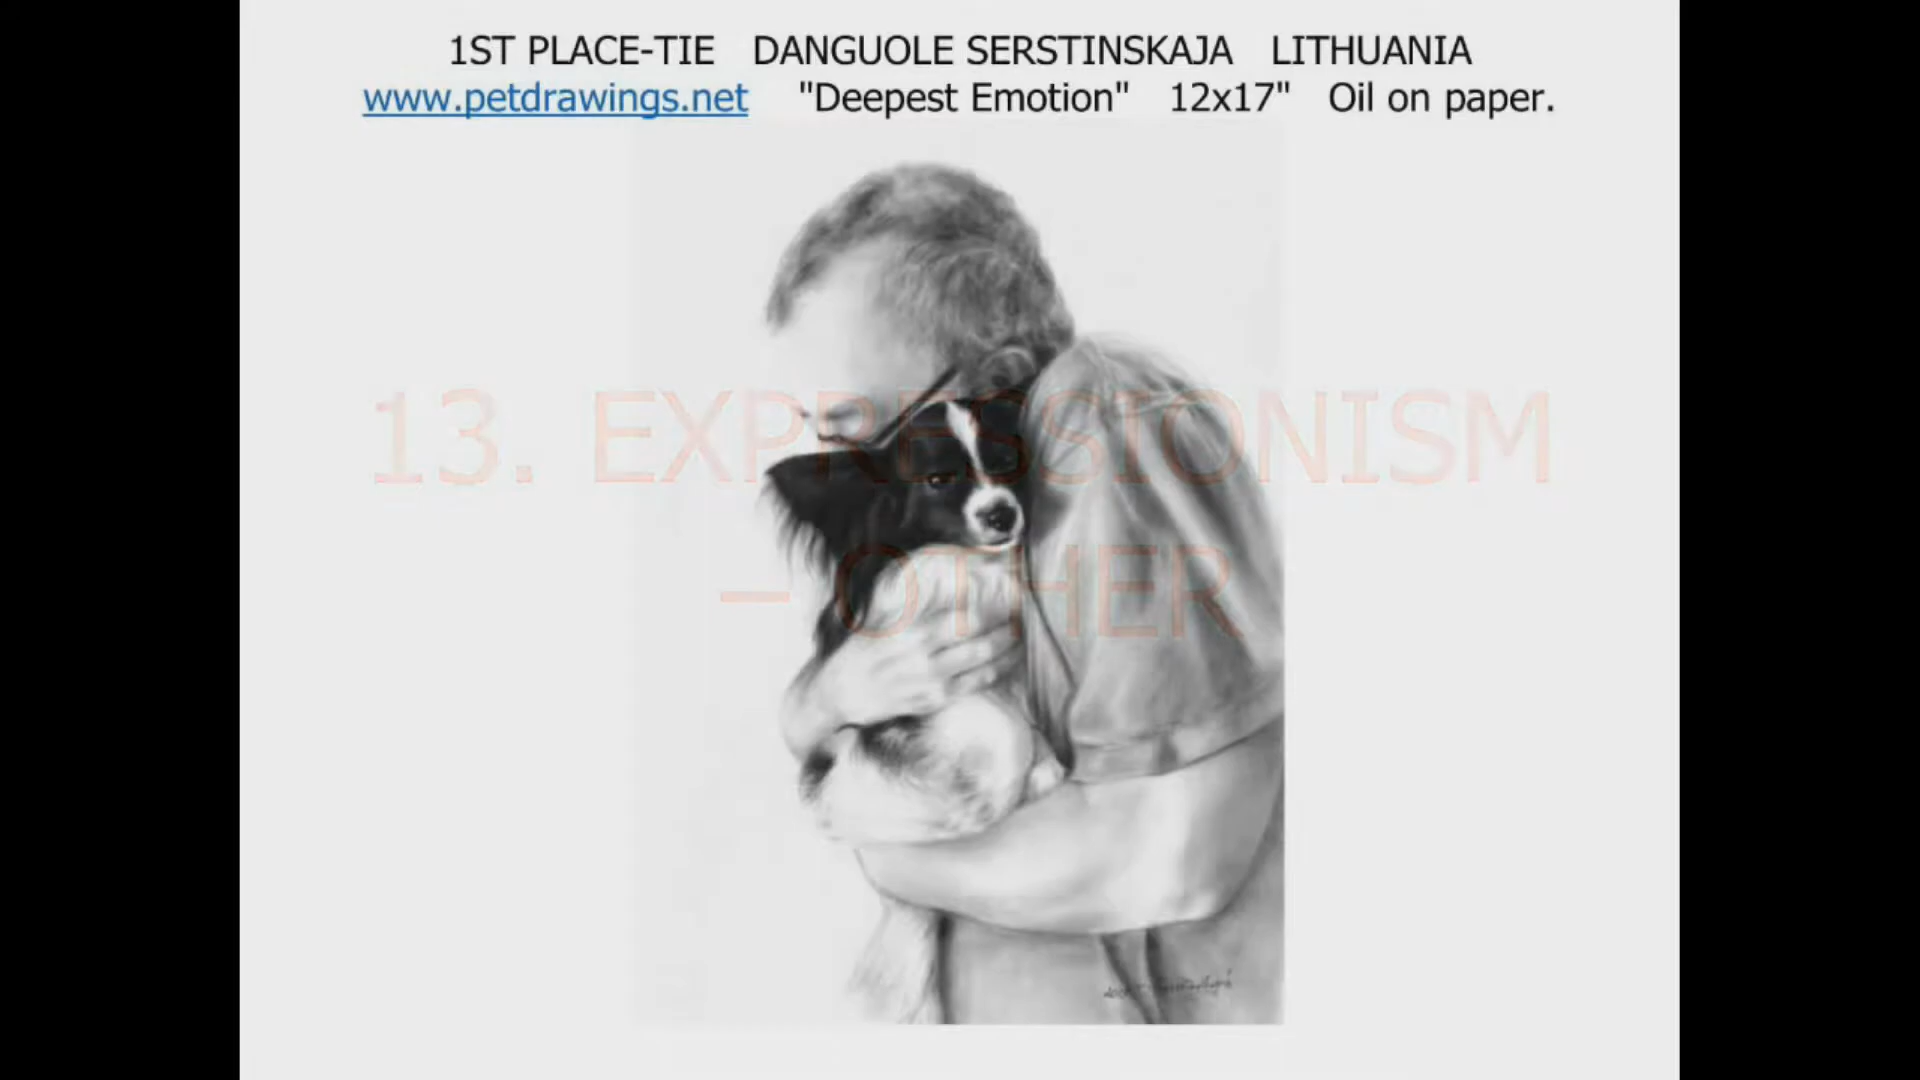 1ST PLACE-TIE DANGUOLE SERSTINSKAJA LITHUANIA
www.petdrawings.net "Deepest Emotion" 12x17" Oil on paper.
13. EXPRESSIONISM
– OTHER